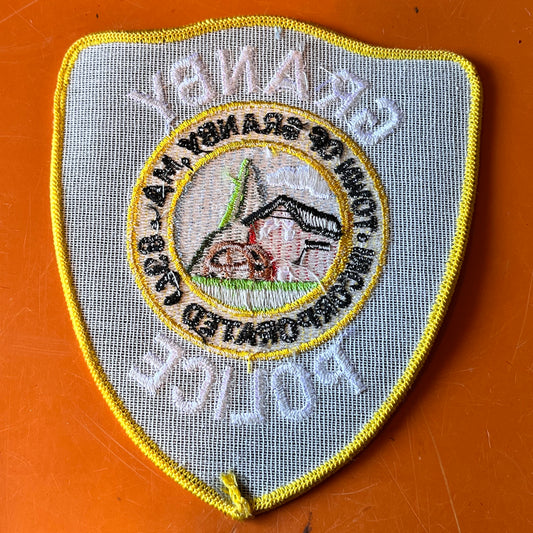 GRANBY
TOWN OF GRANBY, MA.
INCORPORATED
POLICE